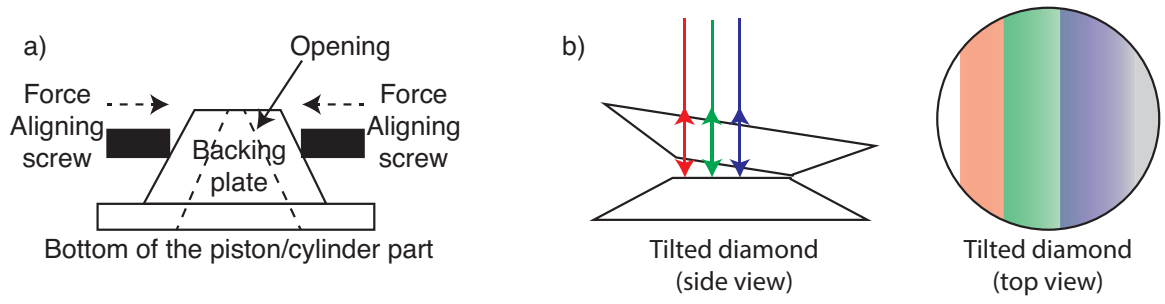 a)
Opening
Force
Aligning
screw
Force
Aligning
screw
Backing
plate
Bottom of the piston/cylinder part
b)
Tilted diamond
(side view)
Tilted diamond
(top view)